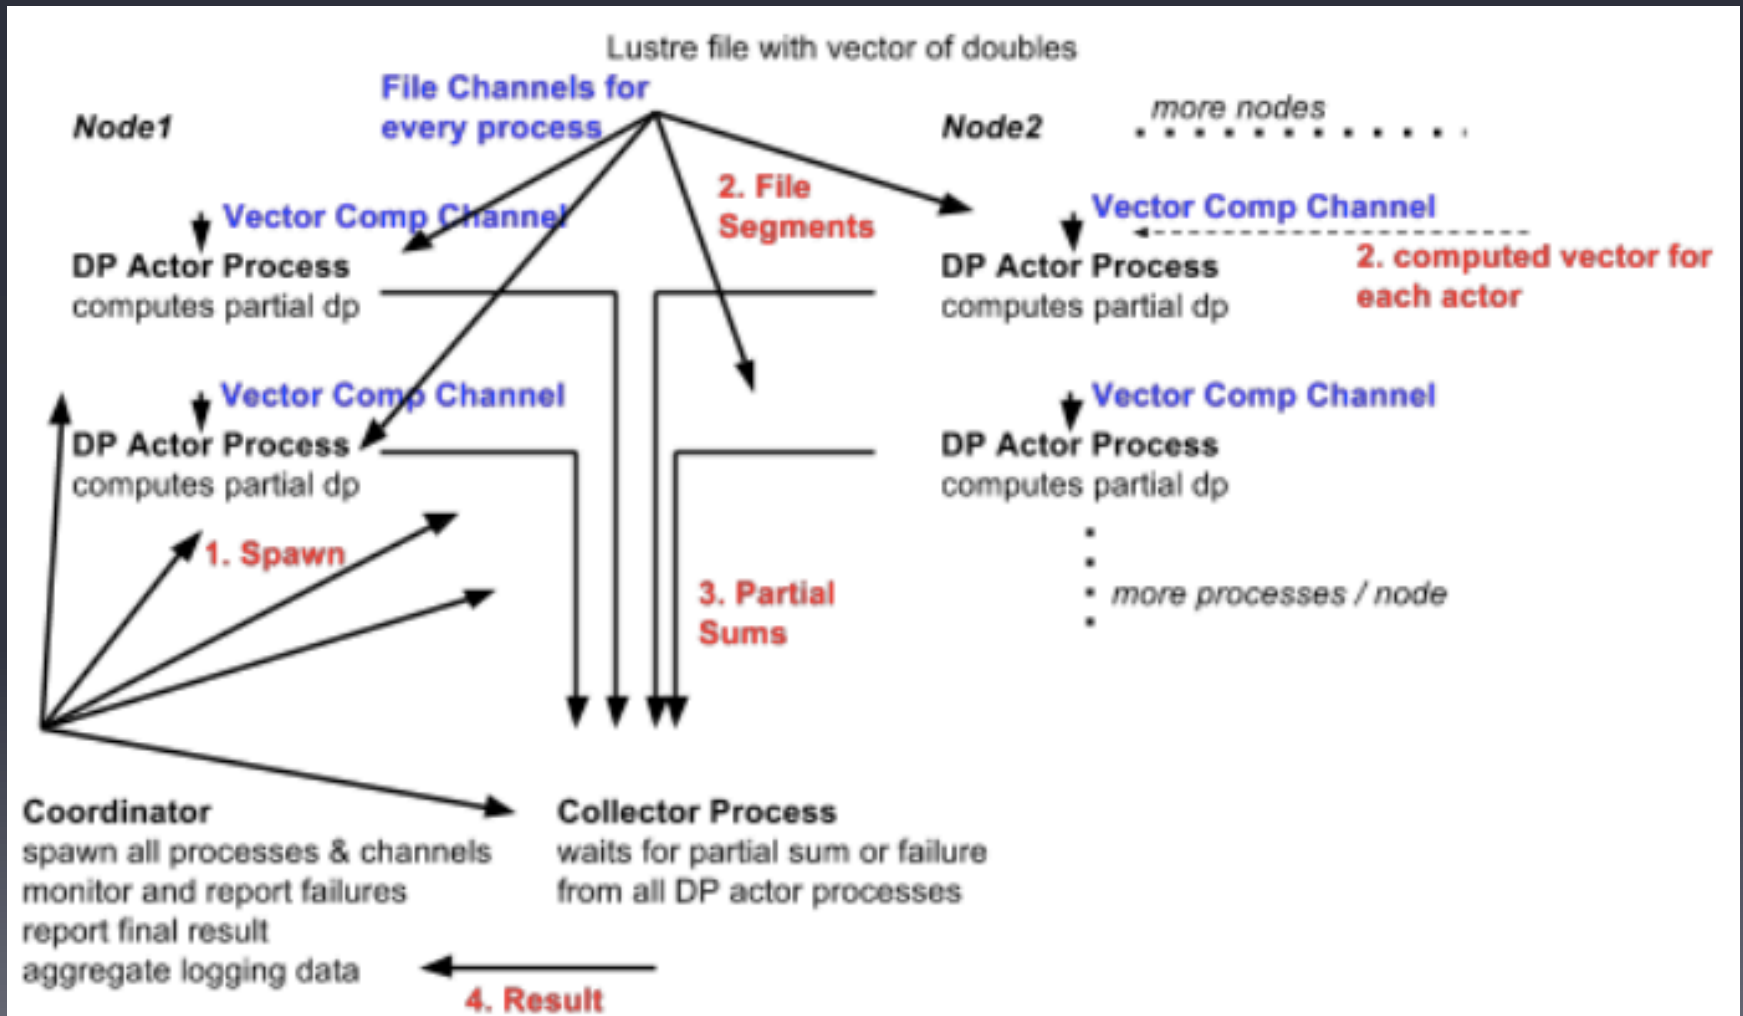 Lustre file with vector of doubles
File Channels for
every process
Node1
Node2
more nodes
2. File
Segments
Vector Comp Channel
DP Actor Process
computes partial dp
Vector Comp Channel
DP Actor Process
computes partial dp
2. computed vector for
each actor
Vector Comp Channel
DP Actor Process
computes partial dp
Vector Comp Channel
DP Actor Process
computes partial dp
1. Spawn
3. Partial
Sums
more processes / node
Coordinator
spawn all processes & channels
monitor and report failures
report final result
aggregate logging data
Collector Process
waits for partial sum or failure
from all DP actor processes
4. Result